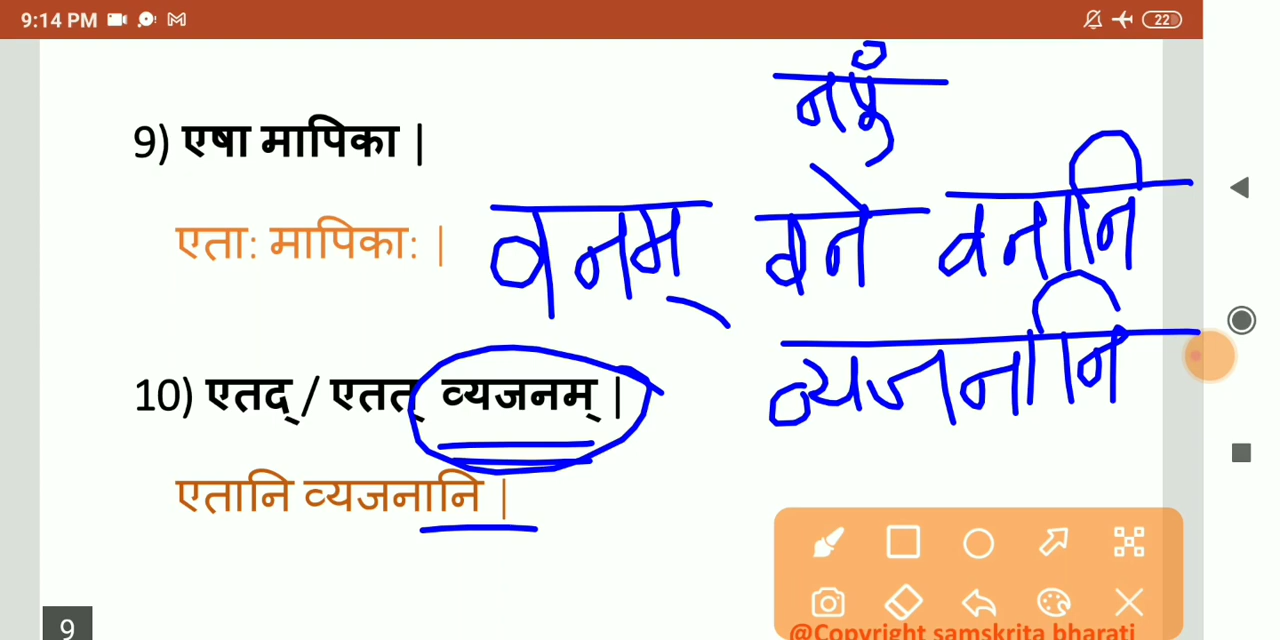 9:14 PM
22
नपुं॰
9) एषा मापिका |
एताः मापिकाः |
वनम् वने वनानि
व्यजनानि
10) एतद् / एतत् व्यजनम् |
एतानि व्यजनानि |
9
@Copyright samskrita bharati